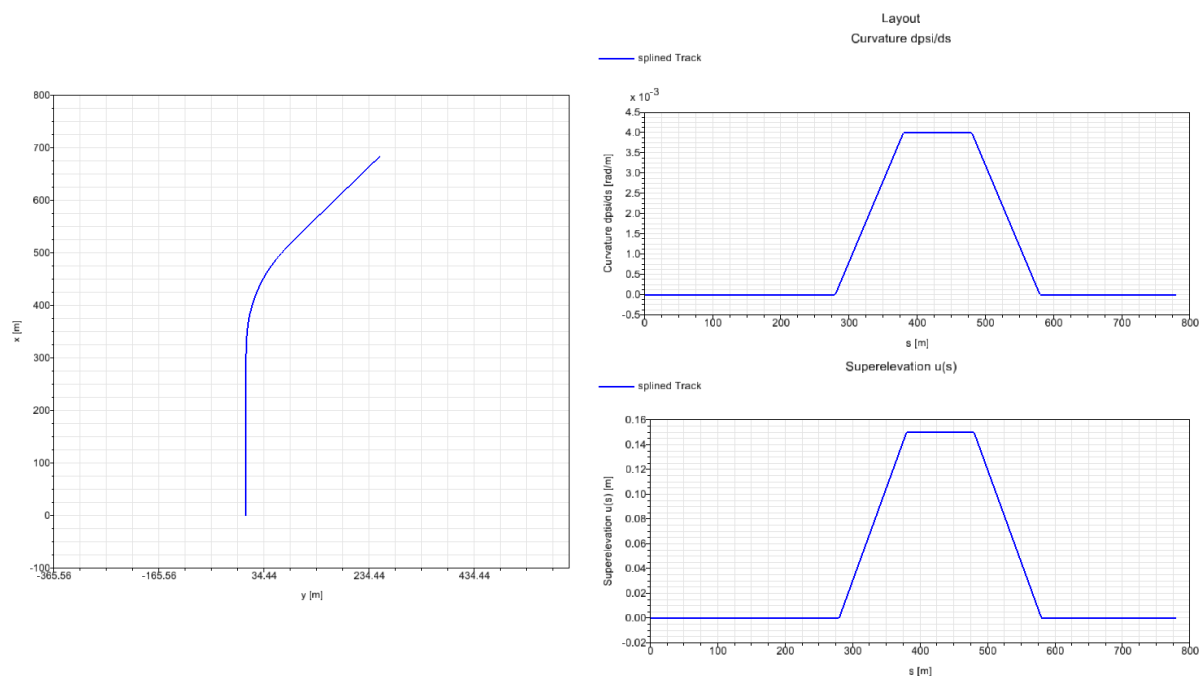 Layout
Curvature dpsi/ds
splined Track
x 10⁻³
4.5
4.0
3.5
3.0
2.5
2.0
1.5
1.0
0.5
0.0
-0.5
Curvature dpsi/ds [rad/m]
0 100 200 300 400 500 600 700 800
s [m]
800
700
600
500
400
300
200
100
0
-100
x [m]
-365.56 -165.56 34.44 234.44 434.44
y [m]
Superelevation u(s)
splined Track
0.16
0.14
0.12
0.10
0.08
0.06
0.04
0.02
0.00
-0.02
Superelevation u(s) [m]
0 100 200 300 400 500 600 700 800
s [m]